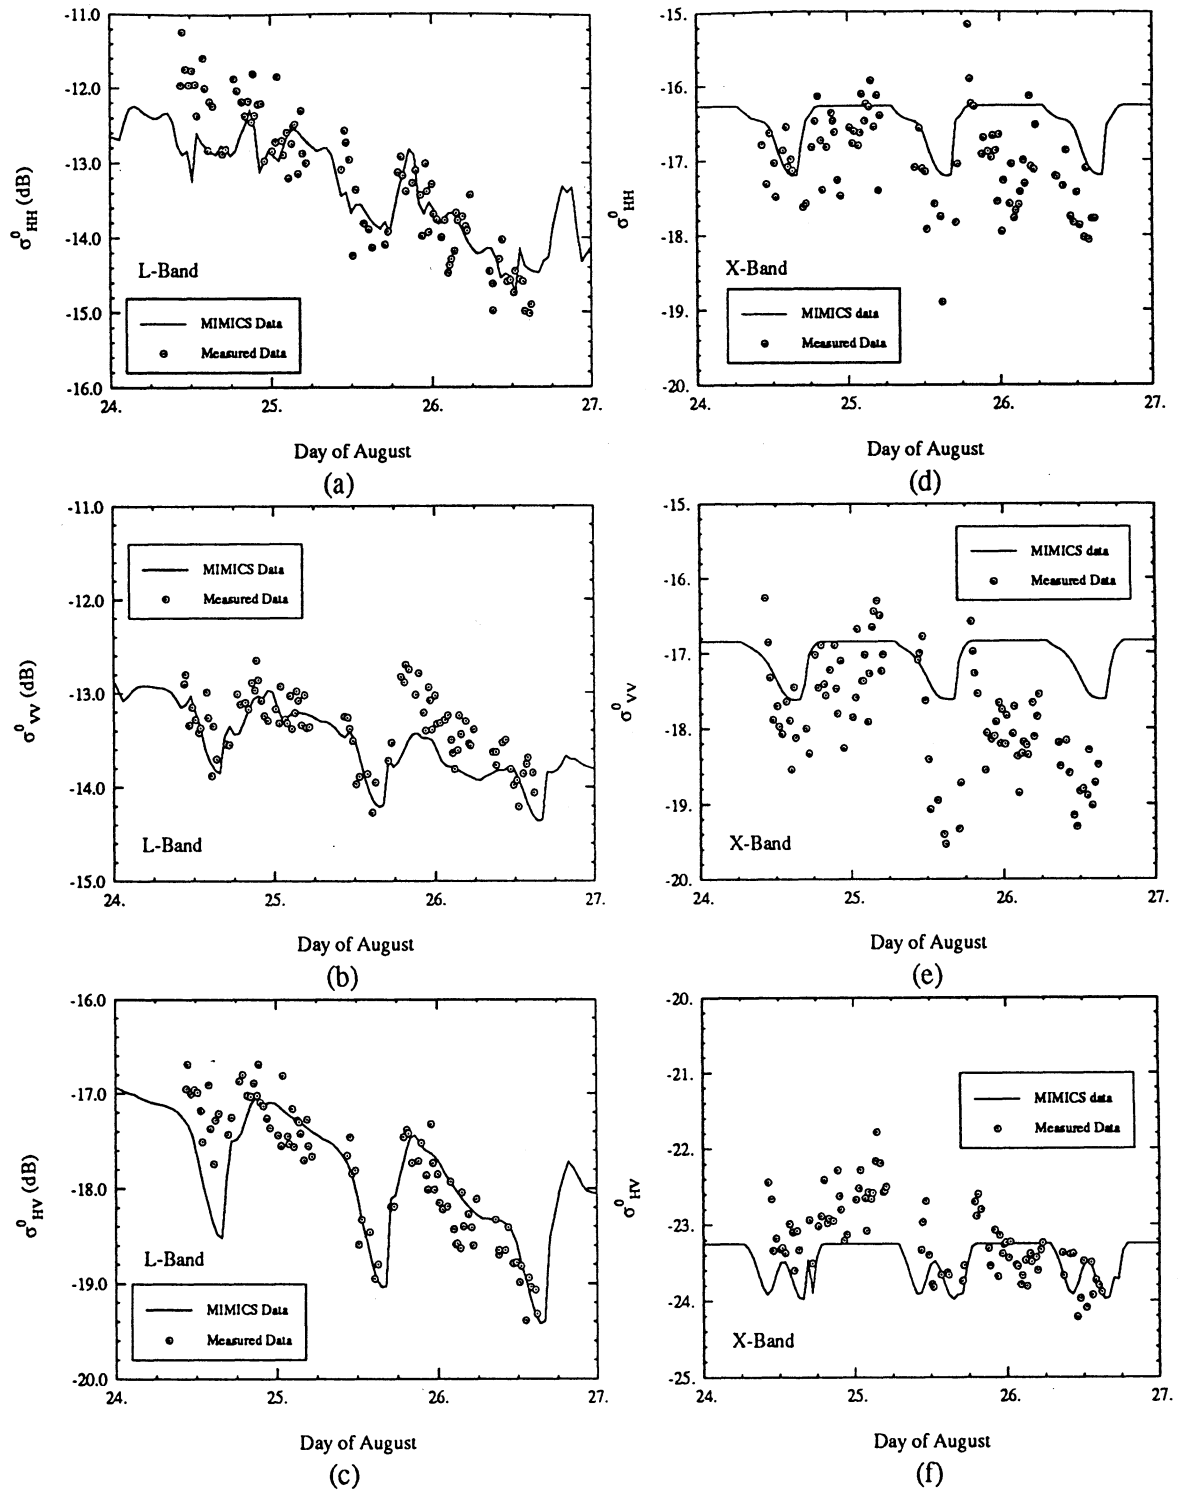 -11.0
-12.0
-13.0
-14.0
-15.0
-16.0
σ⁰HH (dB)
L-Band
MIMICS Data
Measured Data
24.
25.
26.
27.
Day of August
(a)
-15.
-16.
-17.
-18.
-19.
-20.
σ⁰HH
X-Band
MIMICS data
Measured Data
24.
25.
26.
27.
Day of August
(d)
-11.0
-12.0
-13.0
-14.0
-15.0
σ⁰VV (dB)
MIMICS Data
Measured Data
L-Band
24.
25.
26.
27.
Day of August
(b)
-15.
-16.
-17.
-18.
-19.
-20.
σ⁰VV
MIMICS data
Measured Data
X-Band
24.
25.
26.
27.
Day of August
(e)
-16.0
-17.0
-18.0
-19.0
-20.0
σ⁰HV (dB)
L-Band
MIMICS Data
Measured Data
24.
25.
26.
27.
Day of August
(c)
-20.
-21.
-22.
-23.
-24.
-25.
σ⁰HV
MIMICS data
Measured Data
X-Band
24.
25.
26.
27.
Day of August
(f)